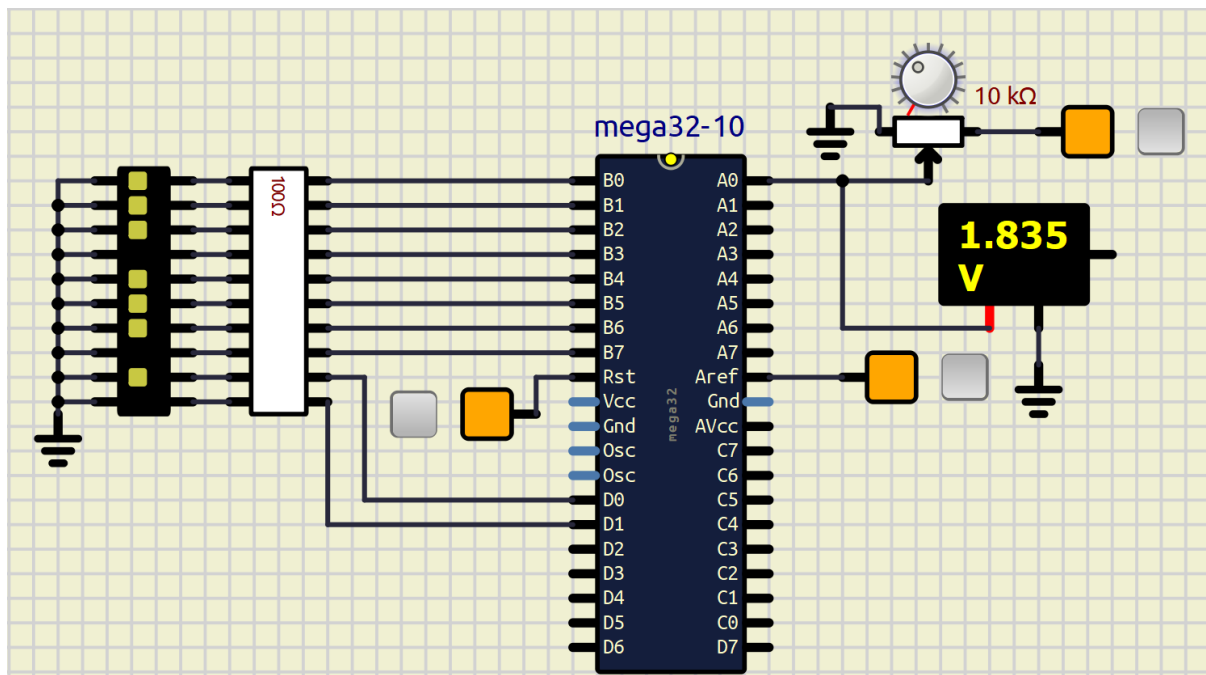 10 kΩ
mega32-10
100Ω
B0 A0
B1 A1
B2 A2
B3 A3
B4 A4
B5 A5
B6 A6
B7 A7
Rst Aref
Vcc Gnd
Gnd AVcc
Osc C7
Osc C6
D0 C5
D1 C4
D2 C3
D3 C2
D4 C1
D5 C0
D6 D7
mega32
1.835
V